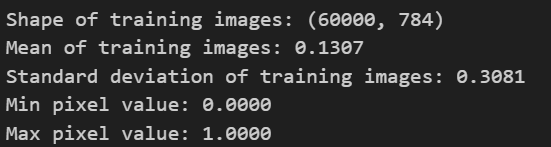 Shape of training images: (60000, 784)
Mean of training images: 0.1307
Standard deviation of training images: 0.3081
Min pixel value: 0.0000
Max pixel value: 1.0000